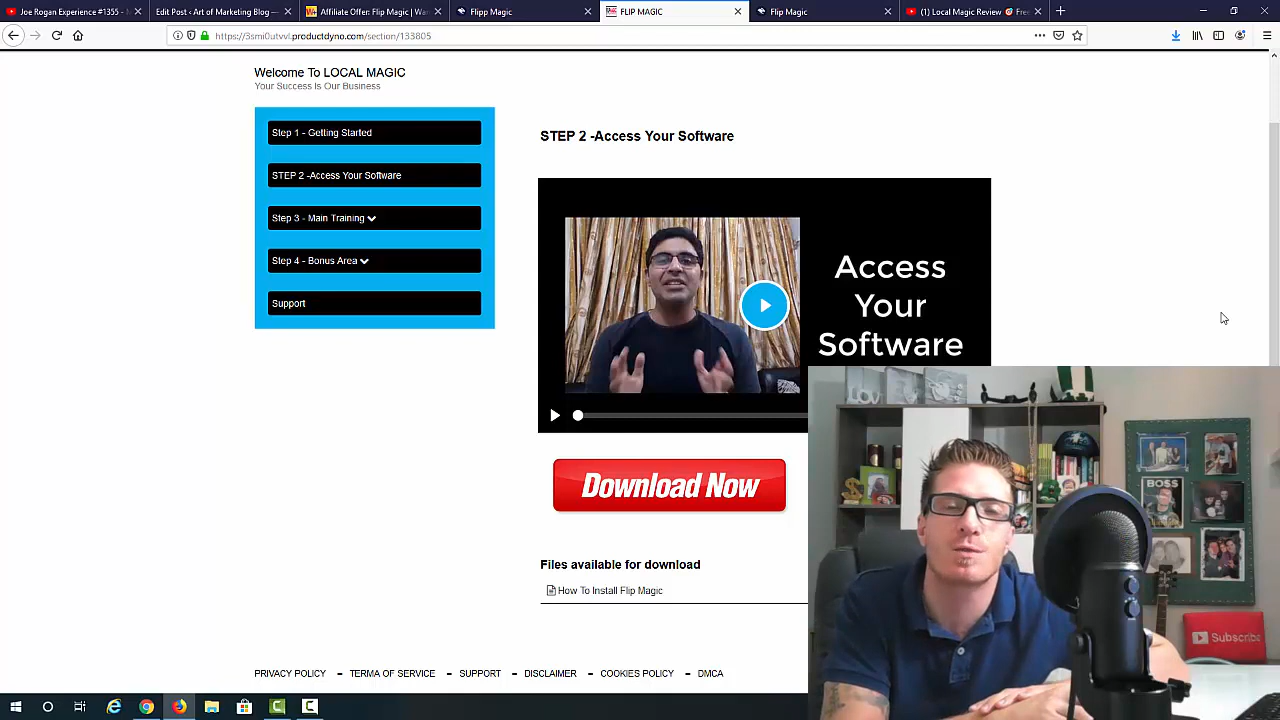 Joe Rogan Experience #1355 -
Edit Post ‹ Art of Marketing Blog —
Affiliate Offer: Flip Magic | Wa
Flipp Magic
FLIP MAGIC
Flip Magic
(1) Local Magic Review 🎯 Free
https://3smi0utvvl.productdyno.com/section/133805
Welcome To LOCAL MAGIC
Your Success Is Our Business
Step 1 - Getting Started
STEP 2 -Access Your Software
Step 3 - Main Training
Step 4 - Bonus Area
Support
STEP 2 -Access Your Software
Access
Your
Software
Download Now
Files available for download
How To Install Flip Magic
BOSS
Subscribe
PRIVACY POLICY - TERMA OF SERVICE - SUPPORT - DISCLAIMER - COOKIES POLICY - DMCA